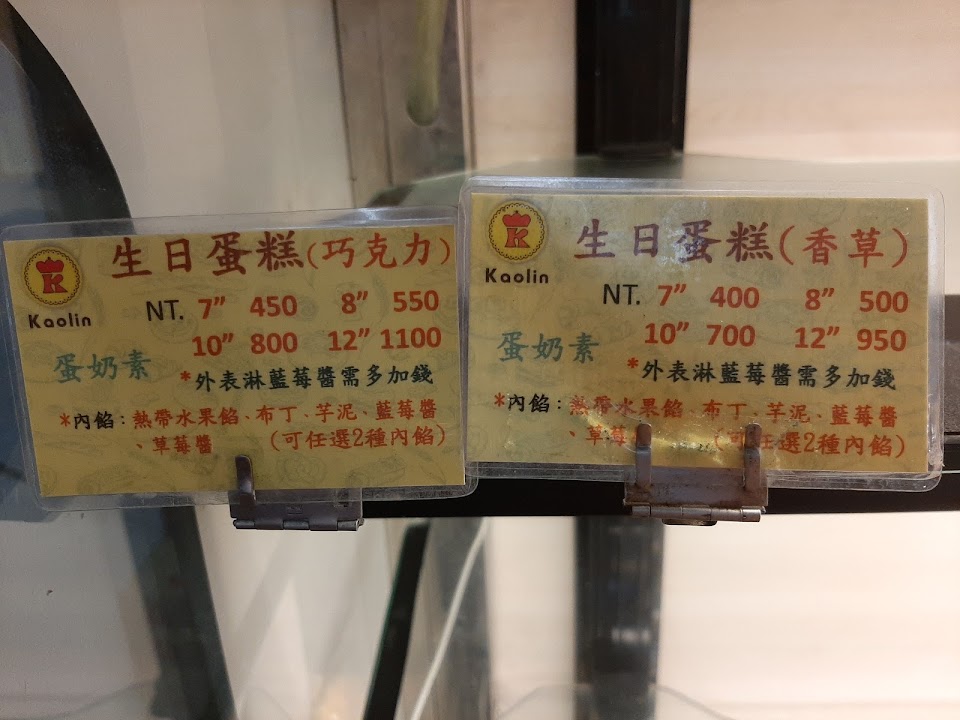 K
Kaolin
生日蛋糕(巧克力)
NT. 7” 450 8” 550
10” 800 12” 1100
蛋奶素
*外表淋藍莓醬需多加錢
*內餡：熱帶水果餡、布丁、芋泥、藍莓醬
、草莓醬 (可任選2種內餡)
K
Kaolin
生日蛋糕(香草)
NT. 7” 400 8” 500
10” 700 12” 950
蛋奶素
*外表淋藍莓醬需多加錢
*內餡：熱帶水果餡、布丁、芋泥、藍莓醬
、草莓 (可任選2種內餡)